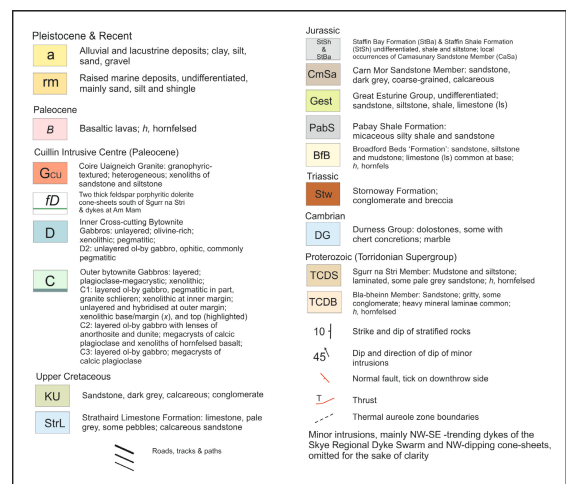 Pleistocene & Recent
a
Alluvial and lacustrine deposits; clay, silt,
sand, gravel
rm
Raised marine deposits, undifferentiated,
mainly sand, silt and shingle
Paleocene
B
Basaltic lavas; h, hornfelsed
Cuillin Intrusive Centre (Paleocene)
Gcu
Coire Uaigneich Granite: granophyric-
textured; heterogeneous; xenoliths of
sandstone and siltstone
fD
Two thick feldspar porphyritic dolerite
cone-sheets south of Sgurr na Stri
& dykes at Am Mam
D
Inner Cross-cutting Bytownite
Gabbros: unlayered; olivine-rich;
xenolithic; pegmatitic;
D2: unlayered ol-by gabbro, ophitic, commonly
pegmatitic
C
Outer bytownite Gabbros: layered;
plagioclase-megacrystic; xenolithic;
C1: layered ol-by gabbro, pegmatitic in part,
granite schlieren; xenolithic at inner margin;
unlayered and hybridised at outer margin;
xenolithic base/margin (x), and top (highlighted)
C2: layered ol-by gabbro with lenses of
anorthosite and dunite; megacrysts of calcic
plagioclase and xenoliths of hornfelsed basalt;
C3: layered ol-by gabbro; megacrysts of
calcic plagioclase
Upper Cretaceous
KU
Sandstone, dark grey, calcareous; conglomerate
StrL
Strathaird Limestone Formation: limestone, pale
grey, some pebbles; calcareous sandstone
Roads, tracks & paths
Jurassic
StSh
&
StBa
Staffin Bay Formation (StBa) & Staffin Shale Formation
(StSh) undifferentiated, shale and siltstone; local
occurrences of Camasunary Sandstone Member (CaSa)
CmSa
Carn Mor Sandstone Member: sandstone,
dark grey, coarse-grained, calcareous
Gest
Great Esturine Group, undifferentiated;
sandstone, siltstone, shale, limestone (ls)
PabS
Pabay Shale Formation:
micaceous silty shale and sandstone
BfB
Broadford Beds 'Formation': sandstone, siltstone
and mudstone; limestone (ls) common at base;
h, hornfels
Triassic
Stw
Stornoway Formation;
conglomerate and breccia
Cambrian
DG
Durness Group: dolostones, some with
chert concretions; marble
Proterozoic (Torridonian Supergroup)
TCDS
Sgurr na Stri Member: Mudstone and siltstone;
laminated, some pale grey sandstone; h, hornfelsed
TCDB
Bla-bheinn Member: Sandstone; gritty, some
conglomerate; heavy mineral laminae common;
h, hornfelsed
10
Strike and dip of stratified rocks
45
Dip and direction of dip of minor
intrusions
Normal fault, tick on downthrow side
T
Thrust
Thermal aureole zone boundaries
Minor intrusions, mainly NW-SE -trending dykes of the
Skye Regional Dyke Swarm and NW-dipping cone-sheets,
omitted for the sake of clarity